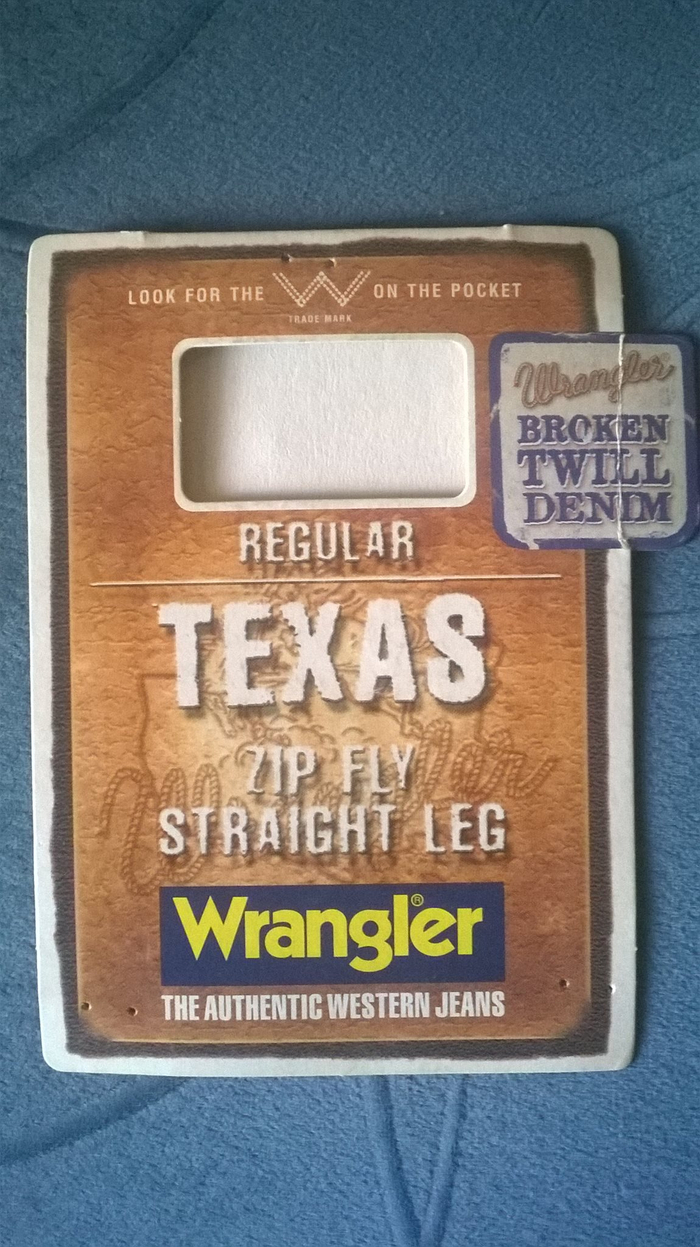 LOOK FOR THE W ON THE POCKET
TRADE MARK
Wrangler®
BROKEN
TWILL
DENIM
REGULAR
TEXAS
ZIP FLY
STRAIGHT LEG
Wrangler
Wrangler®
THE AUTHENTIC WESTERN JEANS